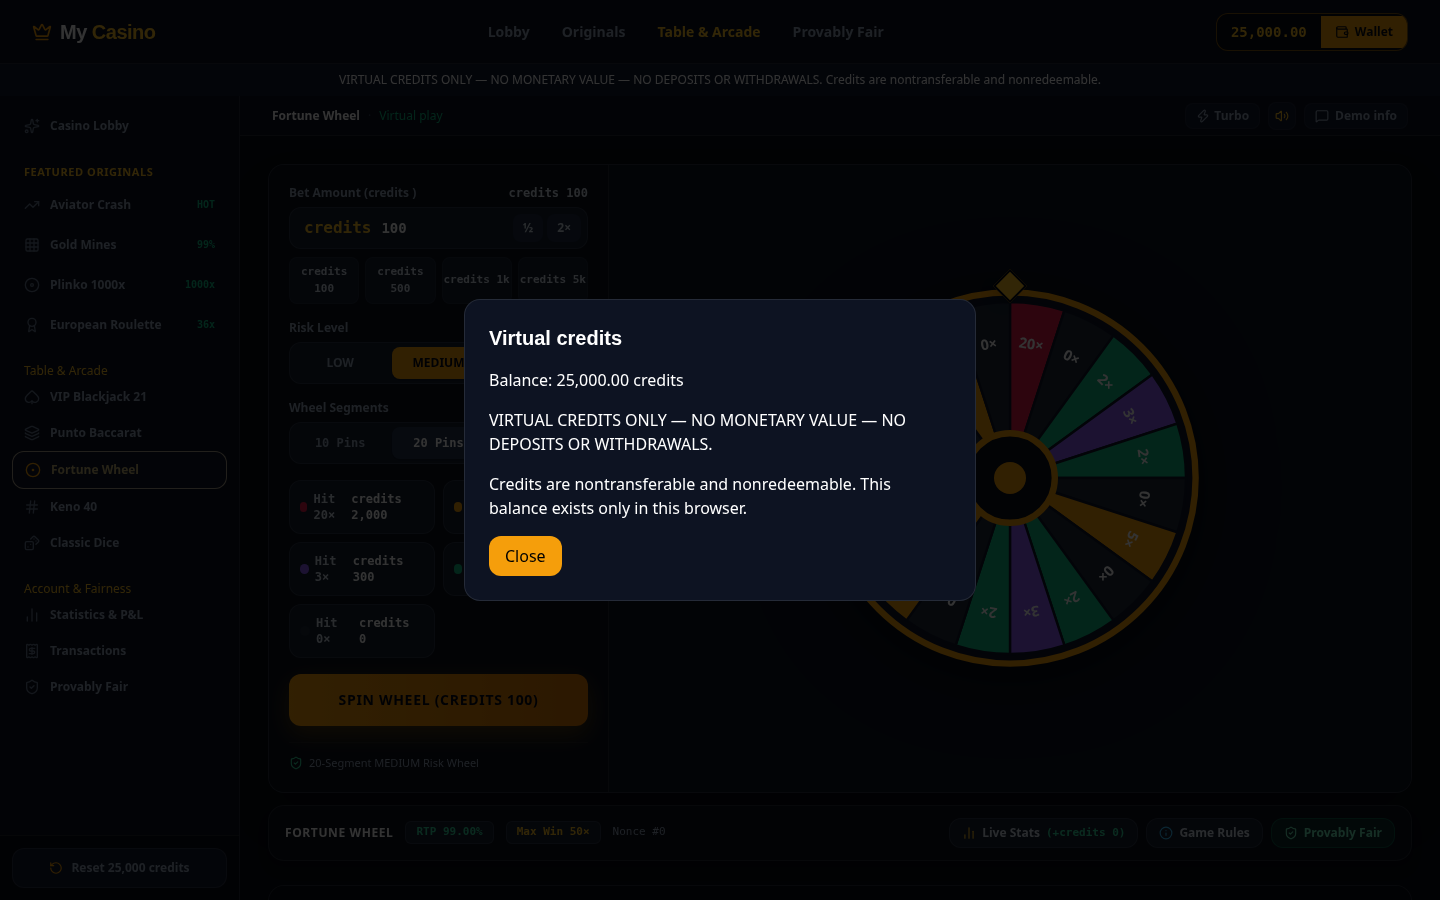 My Casino
Lobby
Originals
Table & Arcade
Provably Fair
25,000.00
Wallet
VIRTUAL CREDITS ONLY — NO MONETARY VALUE — NO DEPOSITS OR WITHDRAWALS. Credits are nontransferable and nonredeemable.
Casino Lobby
FEATURED ORIGINALS
Aviator Crash HOT
Gold Mines 99%
Plinko 1000x 1000x
European Roulette 36x
Table & Arcade
VIP Blackjack 21
Punto Baccarat
Fortune Wheel
Keno 40
Classic Dice
Account & Fairness
Statistics & P&L
Transactions
Provably Fair
Reset 25,000 credits
Fortune Wheel Virtual play
Turbo
Demo info
Bet Amount (credits ) credits 100
credits 100 ½ 2×
credits
100
credits
500
credits 1k
credits 5k
Risk Level
LOW
MEDIUM
Wheel Segments
10 Pins
20 Pins
Hit
20×
credits
2,000
Hit
3×
credits
300
Hit
0×
credits
0
SPIN WHEEL (CREDITS 100)
20-Segment MEDIUM Risk Wheel
Virtual credits
Balance: 25,000.00 credits
VIRTUAL CREDITS ONLY — NO MONETARY VALUE — NO
DEPOSITS OR WITHDRAWALS.
Credits are nontransferable and nonredeemable. This
balance exists only in this browser.
Close
0×
20×
0×
2×
3×
2×
0×
5×
0×
2×
3×
2×
FORTUNE WHEEL
RTP 99.00%
Max Win 50×
Nonce #0
Live Stats (+credits 0)
Game Rules
Provably Fair